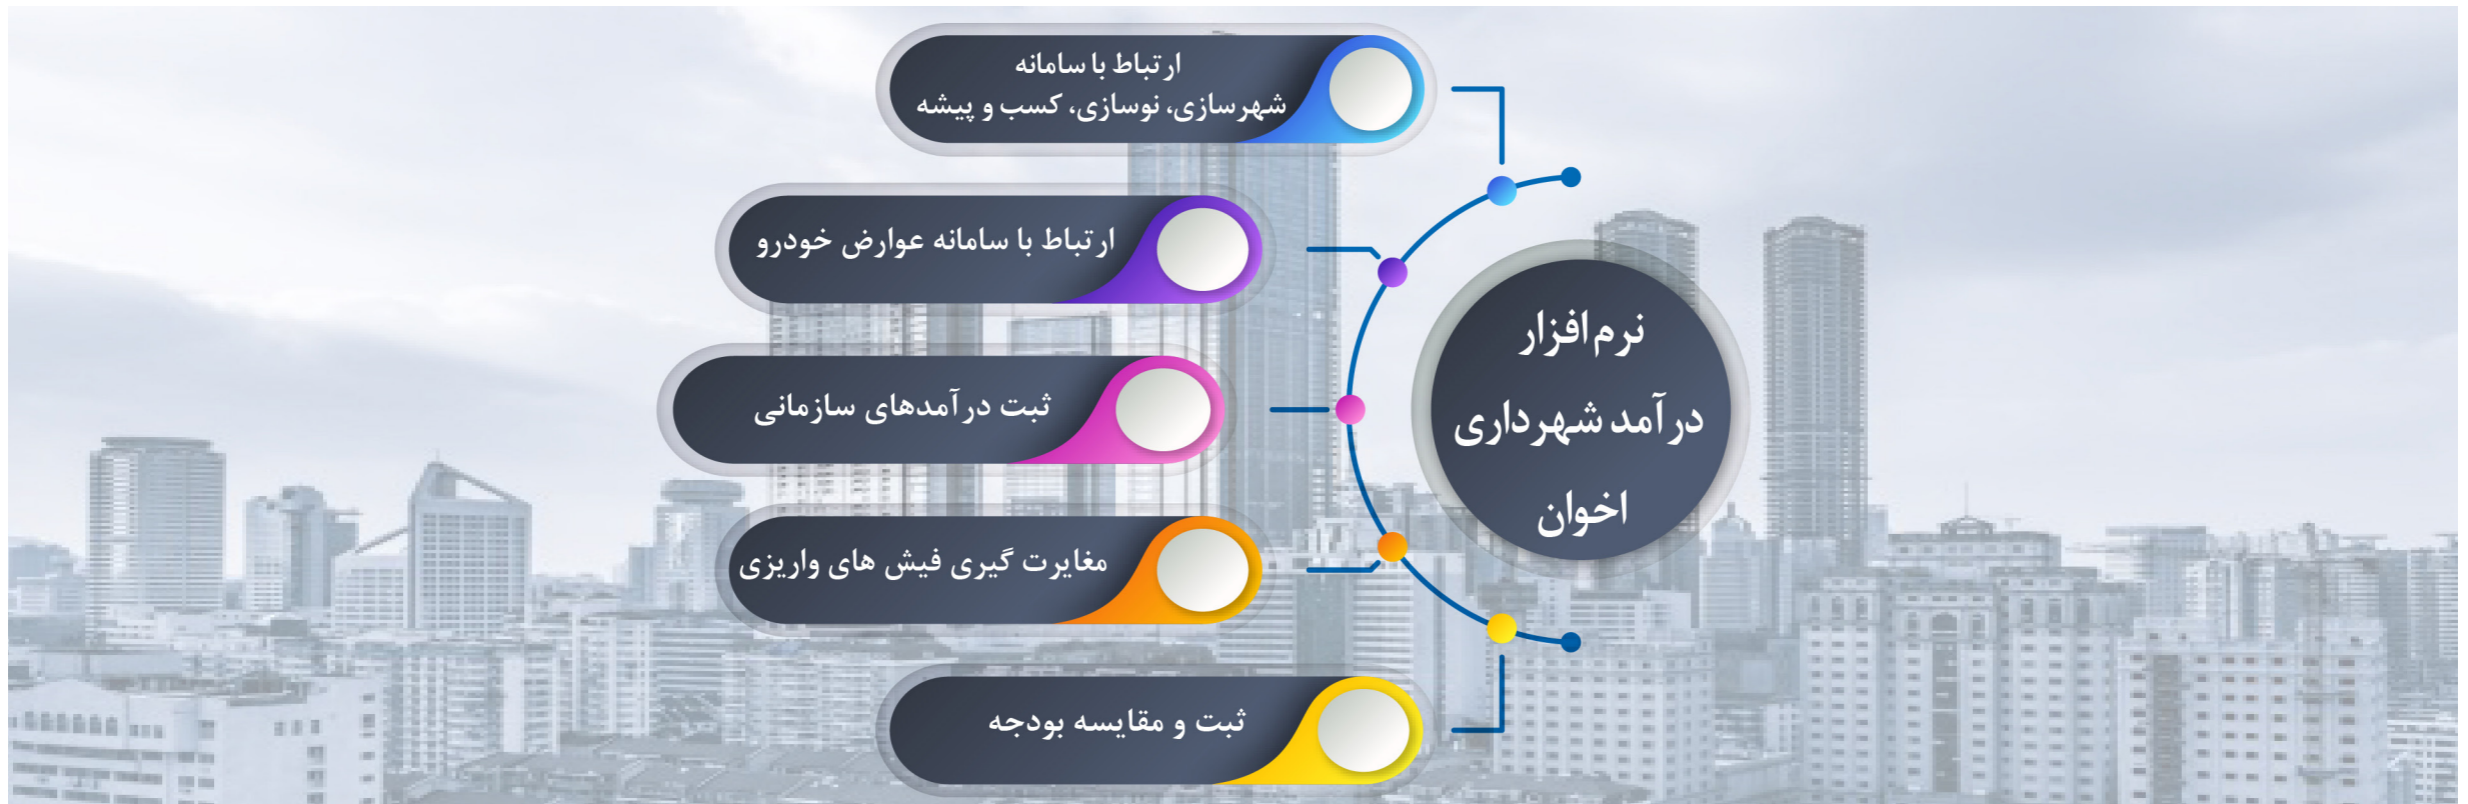 نرم‌افزار
درآمد شهرداری
اخوان
ارتباط با سامانه
شهرسازی، نوسازی، کسب و پیشه
ارتباط با سامانه عوارض خودرو
ثبت درآمدهای سازمانی
مغایرت گیری فیش های واریزی
ثبت و مقایسه بودجه